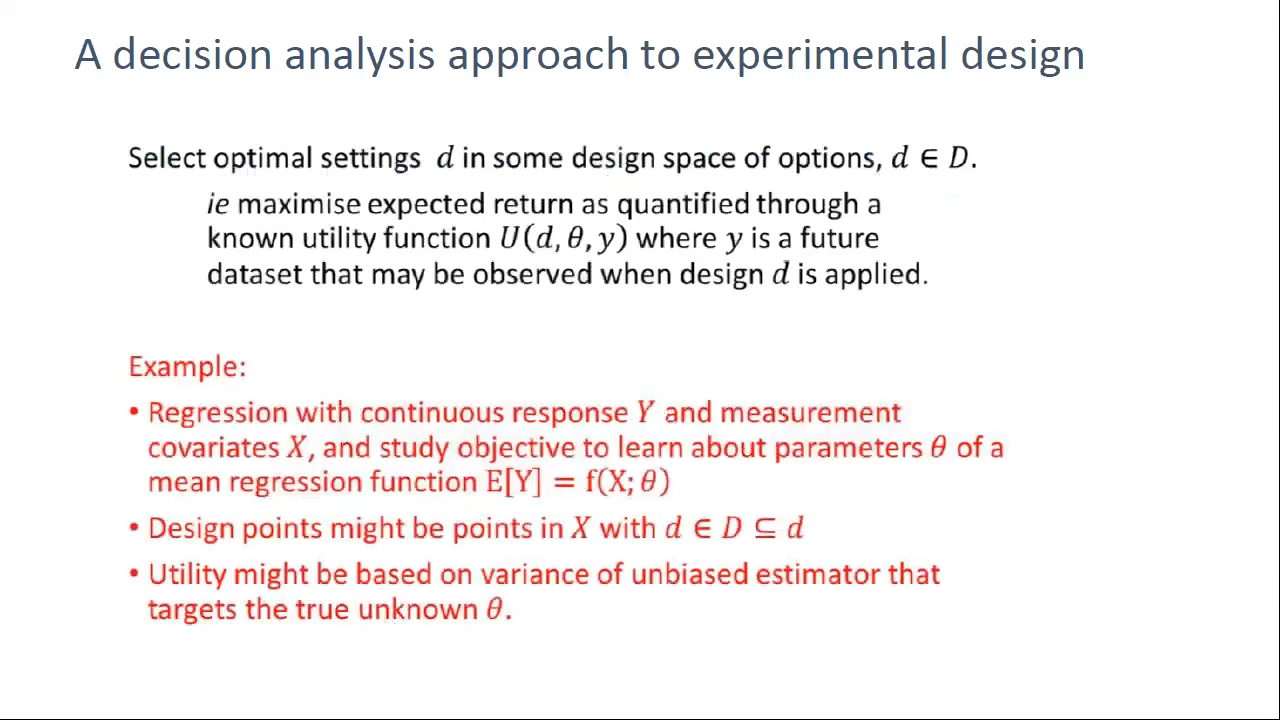 A decision analysis approach to experimental design
Select optimal settings d in some design space of options, d ∈ D.
ie maximise expected return as quantified through a
known utility function U(d, θ, y) where y is a future
dataset that may be observed when design d is applied.
Example:
• Regression with continuous response Y and measurement
covariates X, and study objective to learn about parameters θ of a
mean regression function E[Y] = f(X; θ)
• Design points might be points in X with d ∈ D ⊆ d
• Utility might be based on variance of unbiased estimator that
targets the true unknown θ.